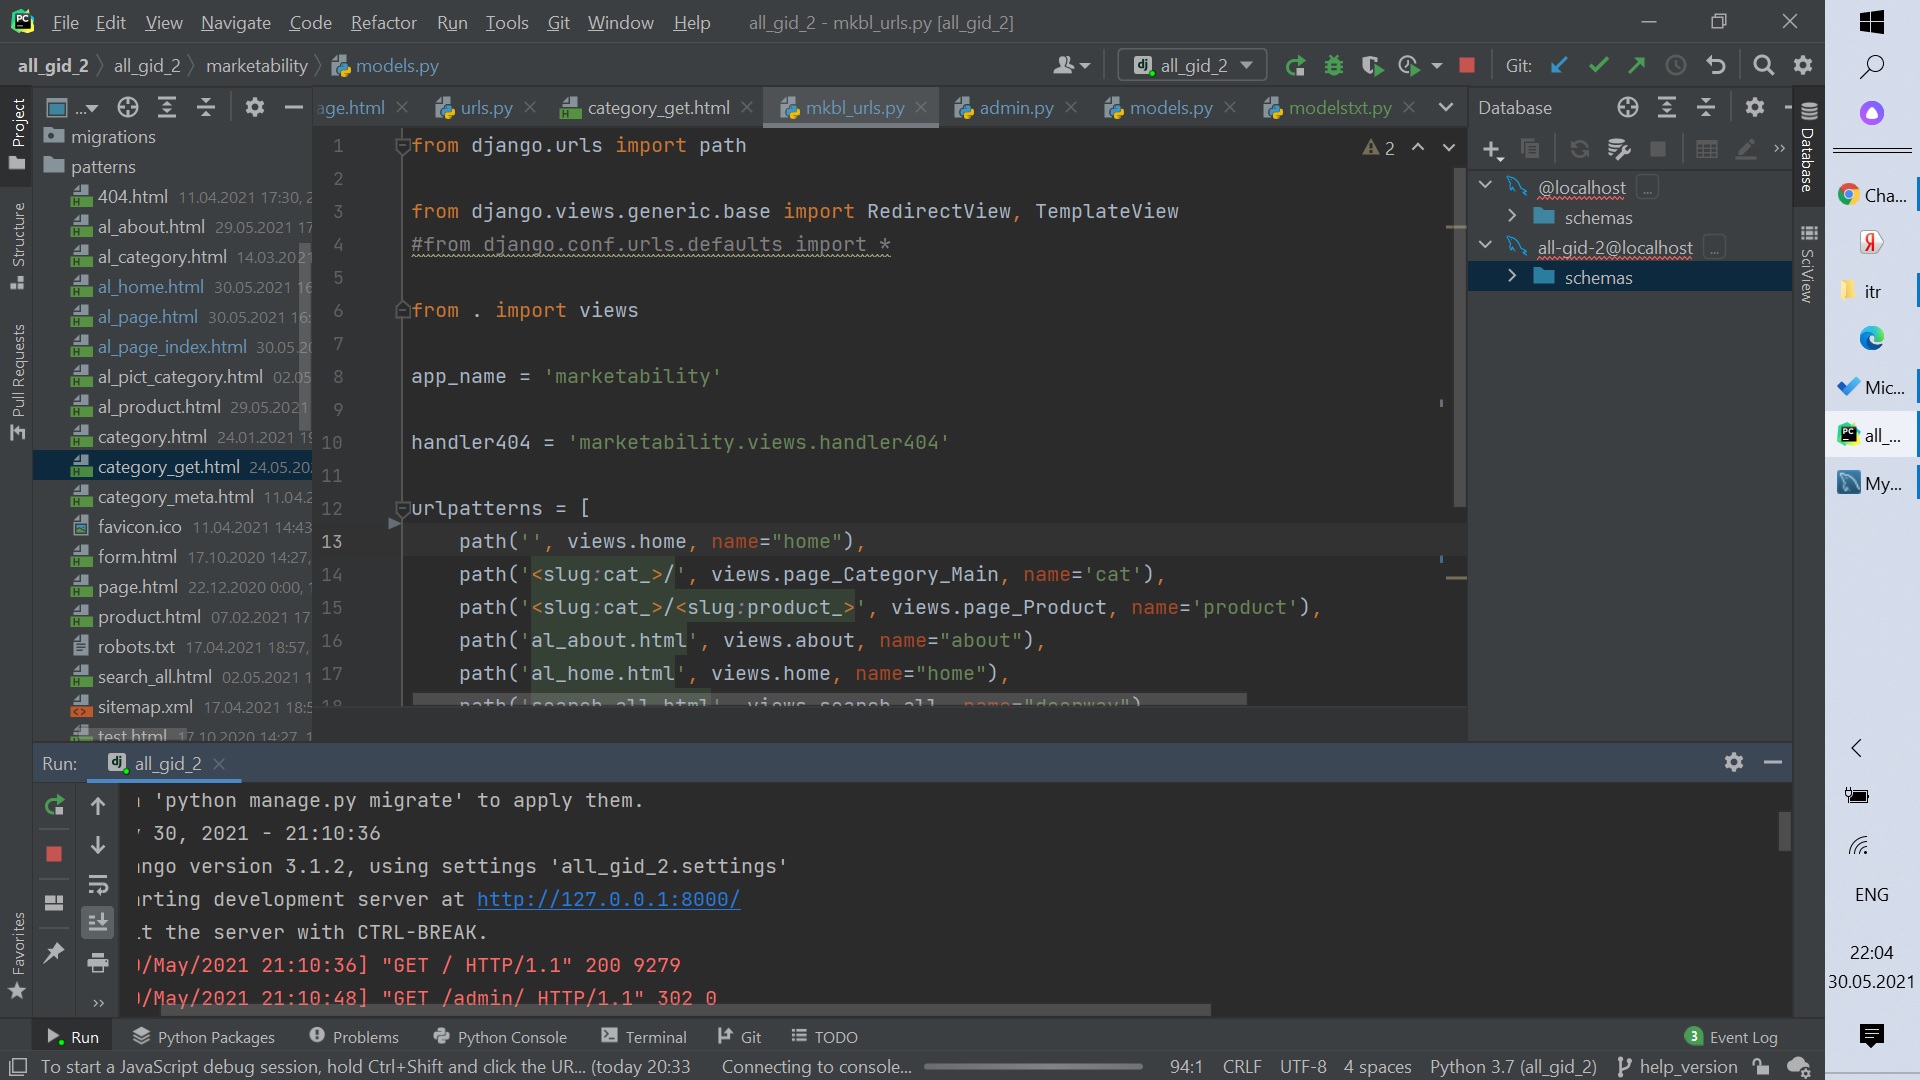 File Edit View Navigate Code Refactor Run Tools Git Window Help all_gid_2 - mkbl_urls.py [all_gid_2]
all_gid_2 all_gid_2 marketability models.py
dj all_gid_2 Git:
Project
Structure
Pull Requests
Favorites
...
migrations
patterns
404.html 11.04.2021 17:30, 2
al_about.html 29.05.2021 17
al_category.html 14.03.2021
al_home.html 30.05.2021 16
al_page.html 30.05.2021 16:
al_page_index.html 30.05.20
al_pict_category.html 02.05
al_product.html 29.05.2021
category.html 24.01.2021 19
category_get.html 24.05.20
category_meta.html 11.04.2
favicon.ico 11.04.2021 14:43
form.html 17.10.2020 14:27,
page.html 22.12.2020 0:00, 1
product.html 07.02.2021 17
robots.txt 17.04.2021 18:57,
search_all.html 02.05.2021 1
sitemap.xml 17.04.2021 18:5
test.html 17.10.2020 14:27, 1
age.html urls.py category_get.html mkbl_urls.py admin.py models.py modelstxt.py
2
1 from django.urls import path
2
3 from django.views.generic.base import RedirectView, TemplateView
4 #from django.conf.urls.defaults import *
5
6 from . import views
7
8 app_name = 'marketability'
9
10 handler404 = 'marketability.views.handler404'
11
12 urlpatterns = [
13 path('', views.home, name="home"),
14 path('<slug:cat_>/', views.page_Category_Main, name='cat'),
15 path('<slug:cat_>/<slug:product_>', views.page_Product, name='product'),
16 path('al_about.html', views.about, name="about"),
17 path('al_home.html', views.home, name="home"),
18 path('search_all.html', views.search_all, name="doorway")
Database
@localhost ...
schemas
all-gid-2@localhost ...
schemas
Database
SciView
Run: dj all_gid_2
'python manage.py migrate' to apply them.
30, 2021 - 21:10:36
ngo version 3.1.2, using settings 'all_gid_2.settings'
rting development server at http://127.0.0.1:8000/
t the server with CTRL-BREAK.
/May/2021 21:10:36] "GET / HTTP/1.1" 200 9279
/May/2021 21:10:48] "GET /admin/ HTTP/1.1" 302 0
Run Python Packages Problems Python Console Terminal Git TODO 3 Event Log
To start a JavaScript debug session, hold Ctrl+Shift and click the UR... (today 20:33 Connecting to console... 94:1 CRLF UTF-8 4 spaces Python 3.7 (all_gid_2) help_version
Cha...
Я
itr
Mic...
PC all_...
My...
ENG
22:04
30.05.2021